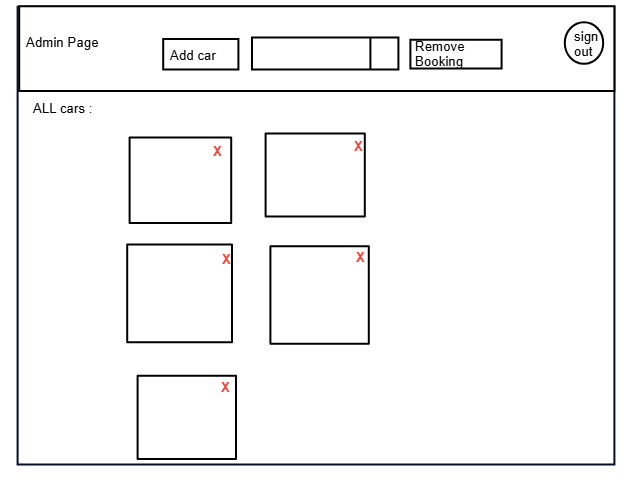 Admin Page
Add car
Remove
Booking
sign
out
ALL cars :
X
X
X
X
X